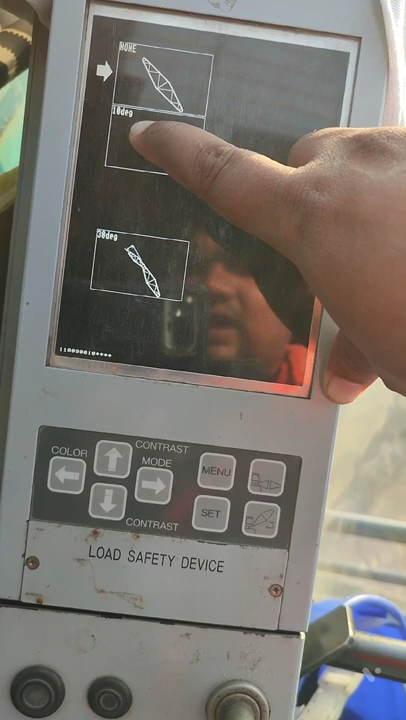 NONE
10deg
30deg
COLOR
CONTRAST
MODE
MENU
SET
CONTRAST
LOAD SAFETY DEVICE